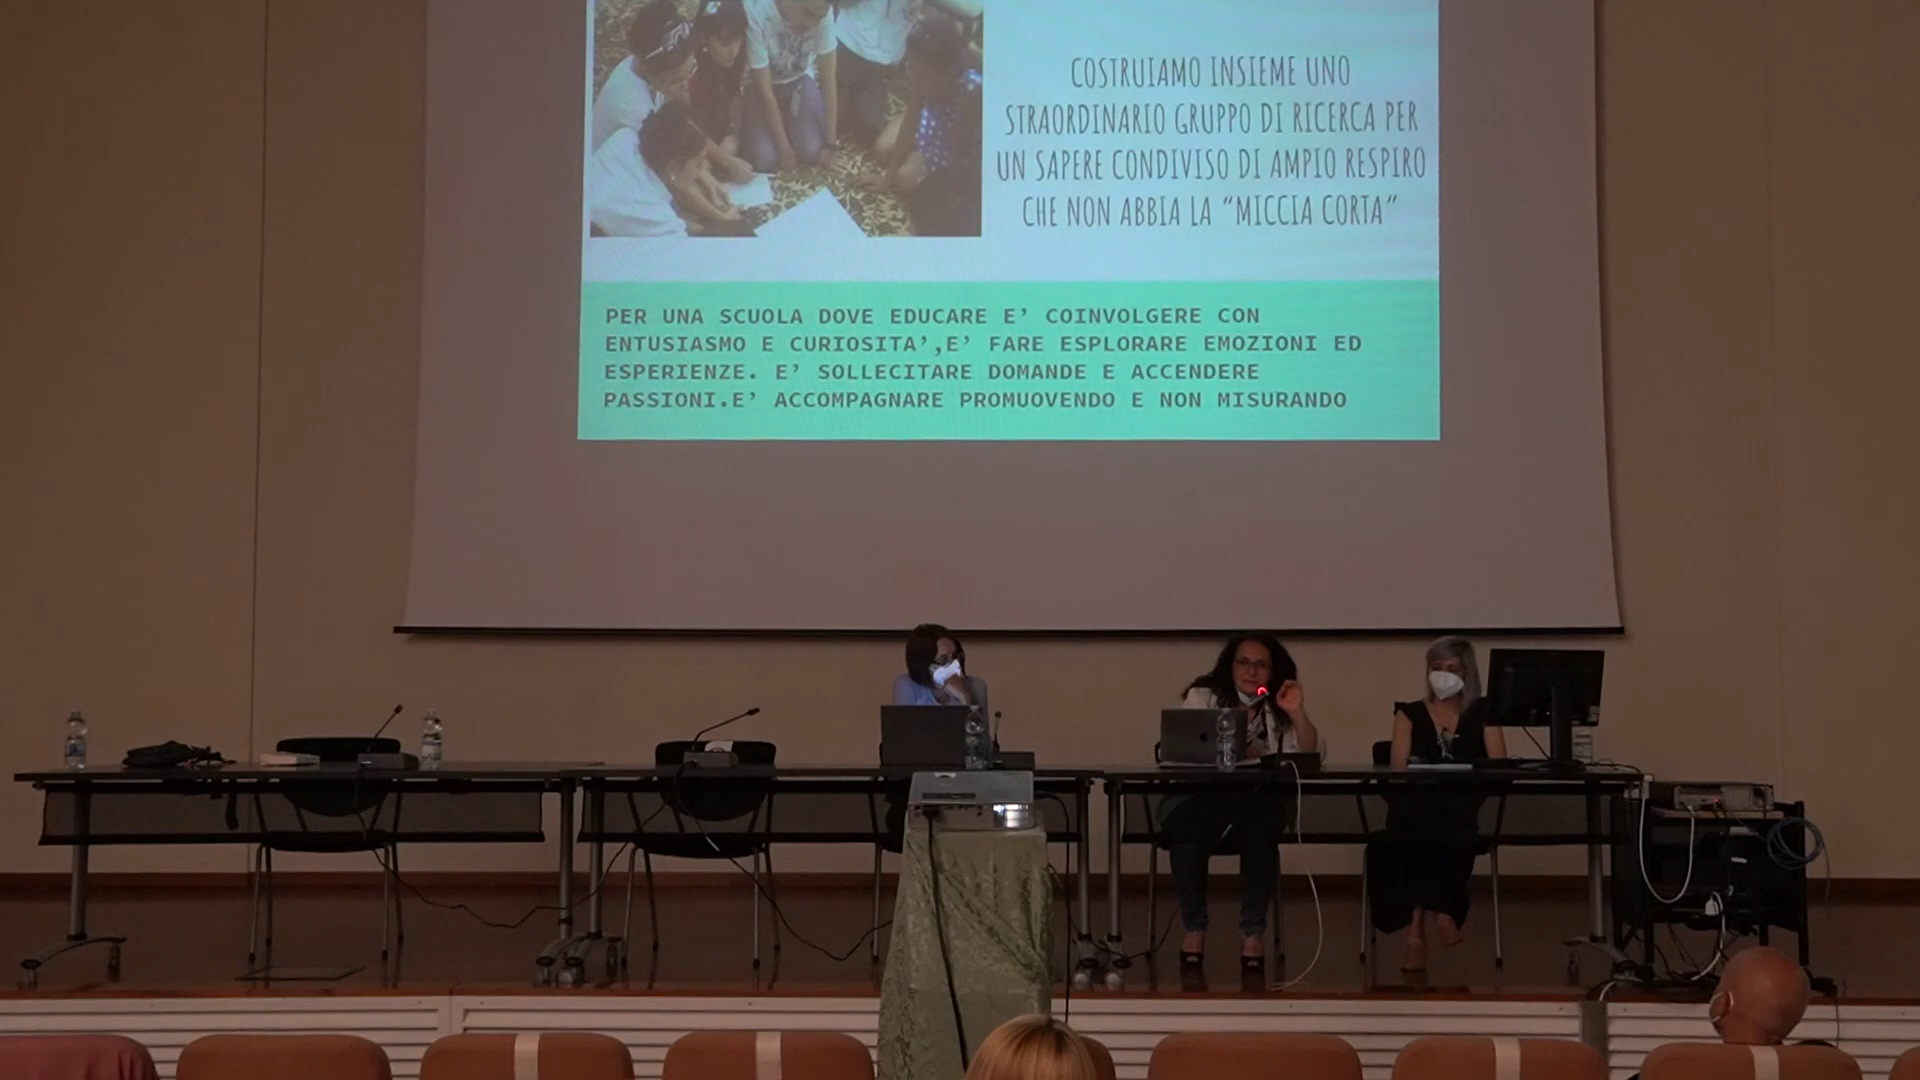 COSTRUIAMO INSIEME UNO
STRAORDINARIO GRUPPO DI RICERCA PER
UN SAPERE CONDIVISO DI AMPIO RESPIRO
CHE NON ABBIA LA “MICCIA CORTA”
PER UNA SCUOLA DOVE EDUCARE E’ COINVOLGERE CON
ENTUSIASMO E CURIOSITA’,E’ FARE ESPLORARE EMOZIONI ED
ESPERIENZE. E’ SOLLECITARE DOMANDE E ACCENDERE
PASSIONI.E’ ACCOMPAGNARE PROMUOVENDO E NON MISURANDO